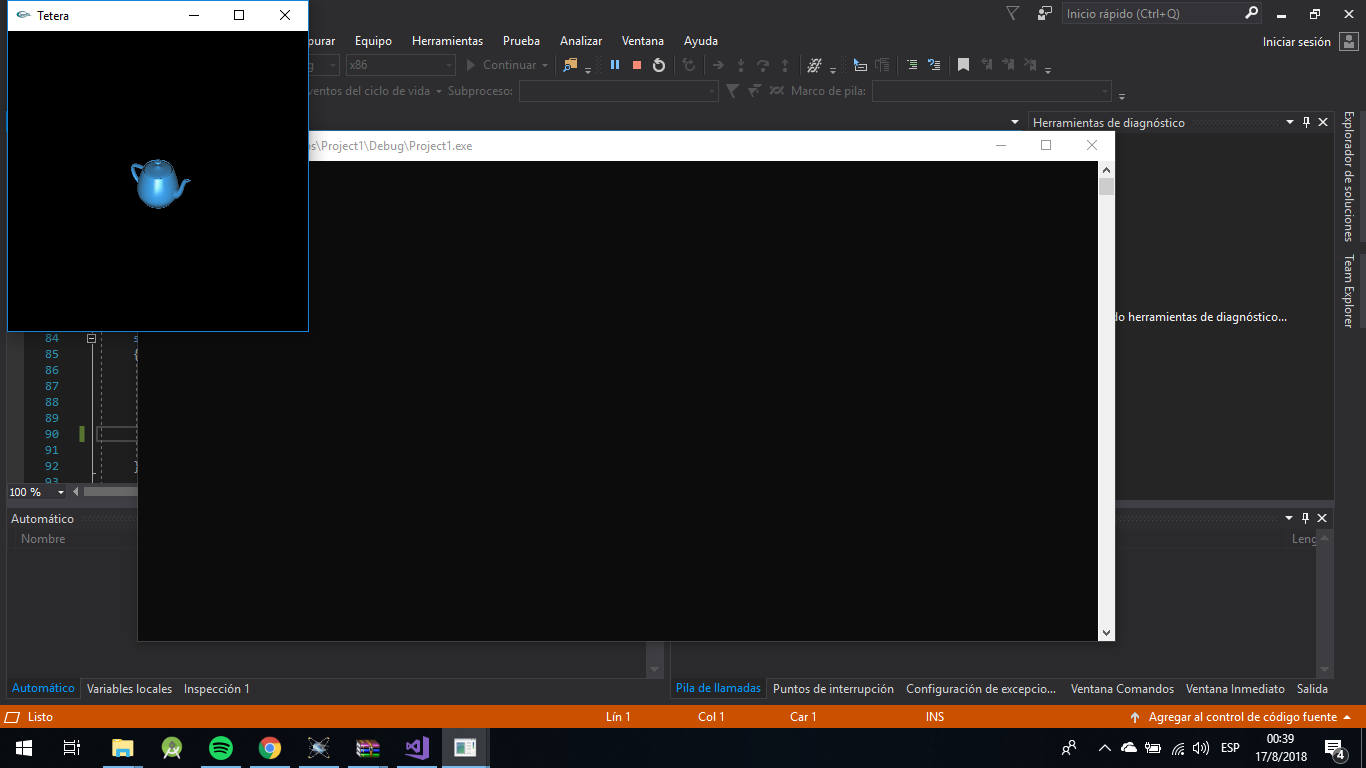 Tetera
Inicio rápido (Ctrl+Q)
purar Equipo Herramientas Prueba Analizar Ventana Ayuda
Iniciar sesión
g x86 Continuar
ventos del ciclo de vida Subproceso: Marco de pila:
Herramientas de diagnóstico
os\Project1\Debug\Project1.exe
Explorador de soluciones
Team Explorer
do herramientas de diagnóstico...
84 s
85 {
86
87
88
89
90
91
92 }
93
100 %
Automático
Nombre
Leng
Automático Variables locales Inspección 1
Pila de llamadas Puntos de interrupción Configuración de excepcio... Ventana Comandos Ventana Inmediato Salida
Listo Lín 1 Col 1 Car 1 INS Agregar al control de código fuente
ESP
00:39
17/8/2018
4